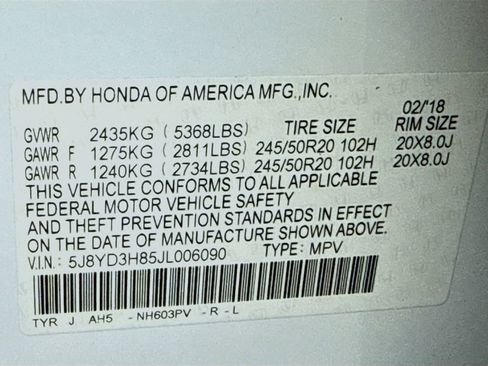 MFD.BY HONDA OF AMERICA MFG.,INC.
02/'18
GVWR 2435KG ( 5368LBS) TIRE SIZE RIM SIZE
GAWR F 1275KG ( 2811LBS) 245/50R20 102H 20X8.0J
GAWR R 1240KG ( 2734LBS) 245/50R20 102H 20X8.0J
THIS VEHICLE CONFORMS TO ALL APPLICABLE
FEDERAL MOTOR VEHICLE SAFETY
AND THEFT PREVENTION STANDARDS IN EFFECT
ON THE DATE OF MANUFACTURE SHOWN ABOVE.
V.I.N.: 5J8YD3H85JL006090 TYPE: MPV
TYR J AH5 -NH603PV -R-L